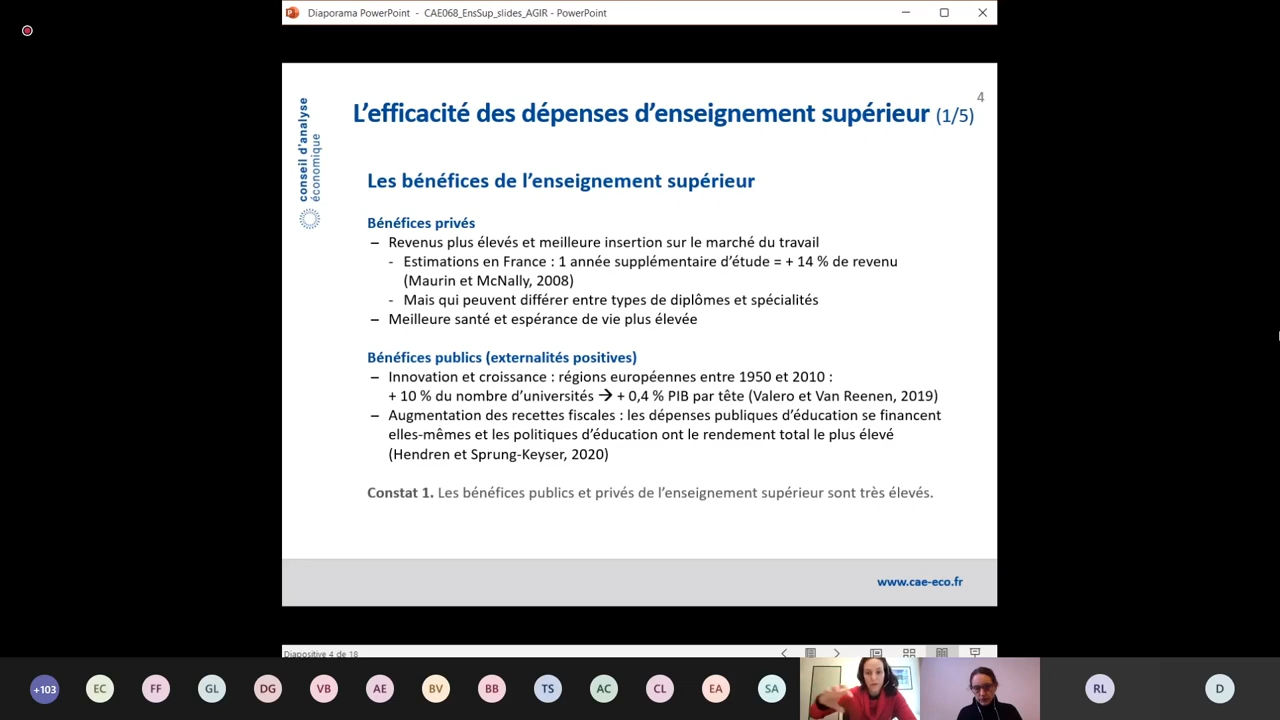 Diaporama PowerPoint - CAE068_EnsSup_slides_AGIR - PowerPoint
4
conseil d'analyse
économique
L’efficacité des dépenses d’enseignement supérieur (1/5)
Les bénéfices de l’enseignement supérieur
Bénéfices privés
– Revenus plus élevés et meilleure insertion sur le marché du travail
- Estimations en France : 1 année supplémentaire d’étude = + 14 % de revenu
(Maurin et McNally, 2008)
- Mais qui peuvent différer entre types de diplômes et spécialités
– Meilleure santé et espérance de vie plus élevée
Bénéfices publics (externalités positives)
– Innovation et croissance : régions européennes entre 1950 et 2010 :
+ 10 % du nombre d’universités → + 0,4 % PIB par tête (Valero et Van Reenen, 2019)
– Augmentation des recettes fiscales : les dépenses publiques d’éducation se financent
elles-mêmes et les politiques d’éducation ont le rendement total le plus élevé
(Hendren et Sprung-Keyser, 2020)
Constat 1. Les bénéfices publics et privés de l’enseignement supérieur sont très élevés.
www.cae-eco.fr
Diapositive 4 de 18
+103 EC FF GL DG VB AE BV BB TS AC CL EA SA RL D